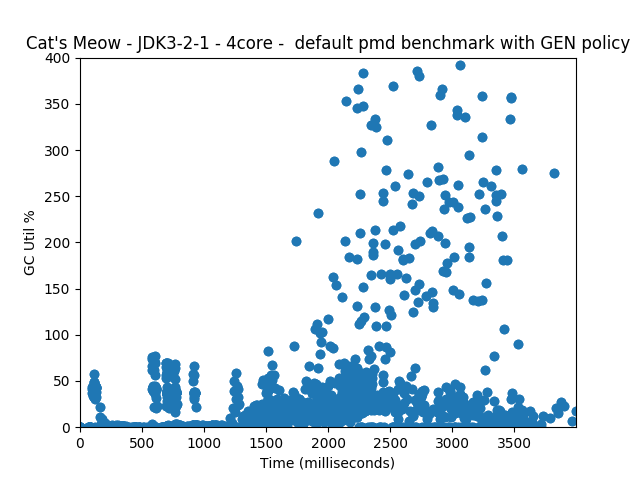 Cat's Meow - JDK3-2-1 - 4core -  default pmd benchmark with GEN policy
400
350
300
250
200
150
100
50
0
GC Util %
0 500 1000 1500 2000 2500 3000 3500
Time (milliseconds)